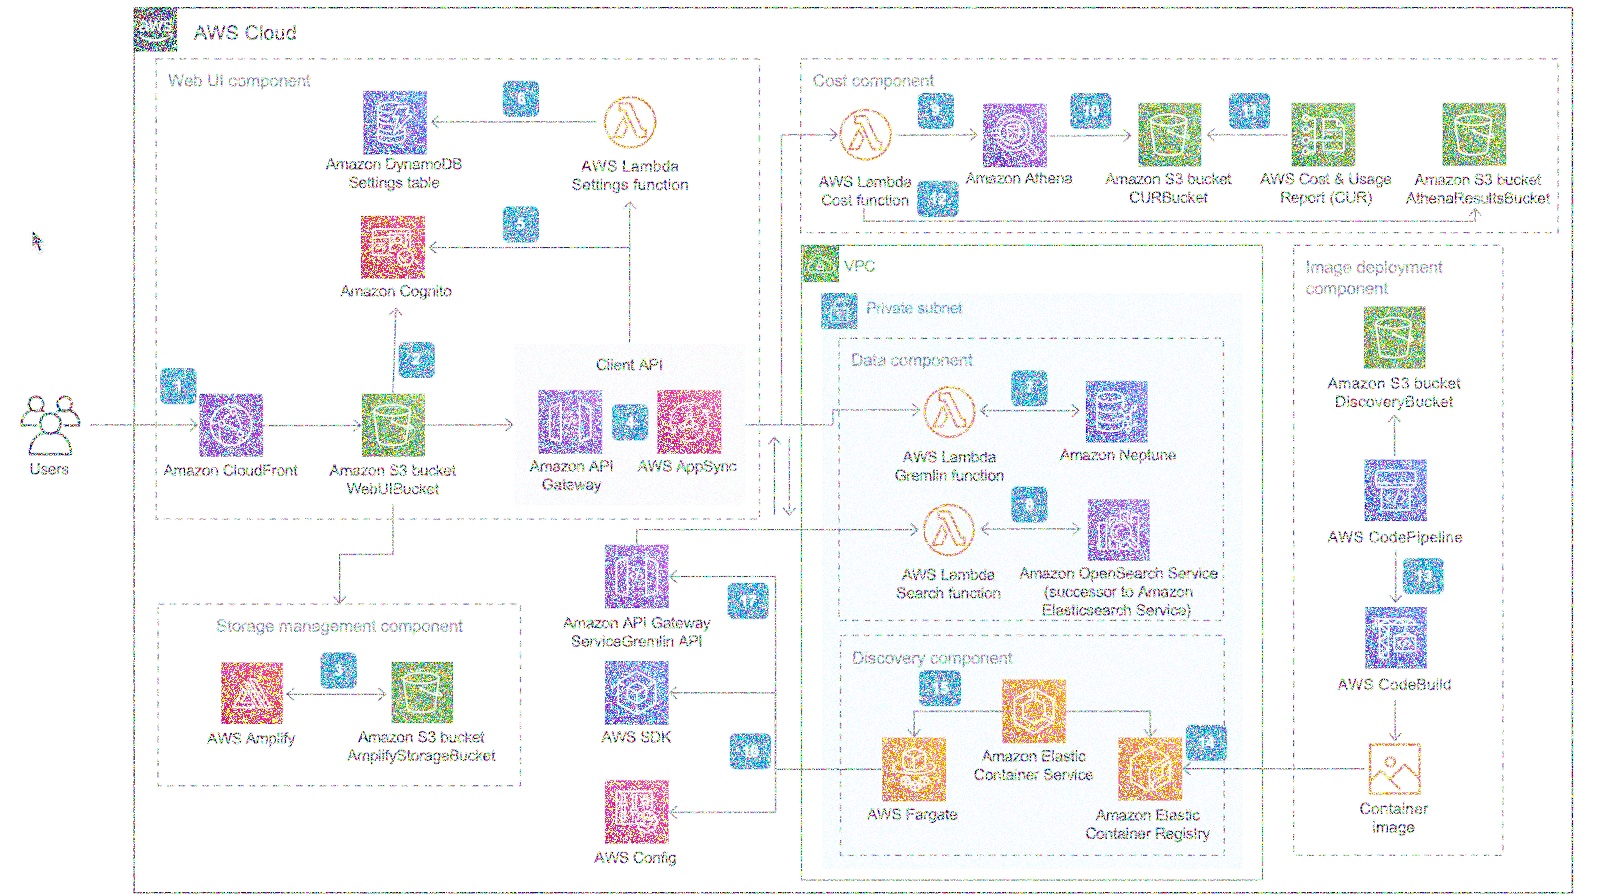 aws
AWS Cloud
Web UI component
6
Amazon DynamoDB
Settings table
AWS Lambda
Settings function
5
Amazon Cognito
2
Client API
1
4
Users
Amazon CloudFront
Amazon S3 bucket
WebUIBucket
Amazon API
Gateway
AWS AppSync
Storage management component
3
AWS Amplify
Amazon S3 bucket
AmplifyStorageBucket
Amazon API Gateway
ServiceGremlin API
17
AWS SDK
16
AWS Config
Cost component
9
10
11
AWS Lambda
Cost function
12
Amazon Athena
Amazon S3 bucket
CURBucket
AWS Cost & Usage
Report (CUR)
Amazon S3 bucket
AthenaResultsBucket
VPC
Private subnet
Data component
7
AWS Lambda
Gremlin function
Amazon Neptune
8
AWS Lambda
Search function
Amazon OpenSearch Service
(successor to Amazon
Elasticsearch Service)
Discovery component
15
Amazon Elastic
Container Service
14
AWS Fargate
Amazon Elastic
Container Registry
Image deployment
component
Amazon S3 bucket
DiscoveryBucket
AWS CodePipeline
13
AWS CodeBuild
Container
image